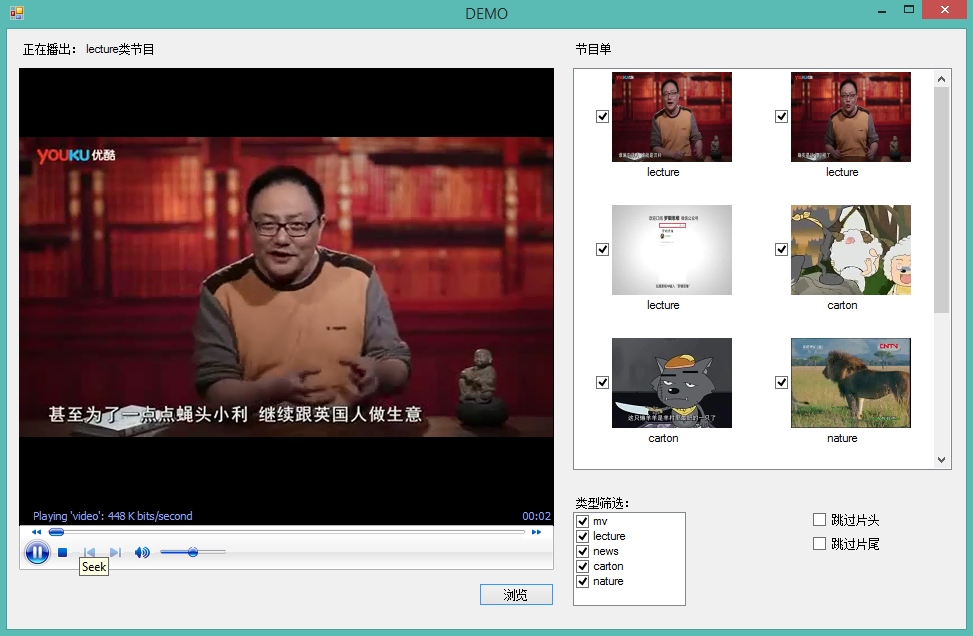 DEMO
正在播出: lecture类节目
节目单
YOUKU 优酷
甚至为了一点点蝇头小利 继续跟英国人做生意
Playing 'video': 448 K bits/second
00:02
Seek
浏览
lecture
lecture
lecture
carton
CNTV
carton
nature
类型筛选:
mv
lecture
news
carton
nature
跳过片头
跳过片尾